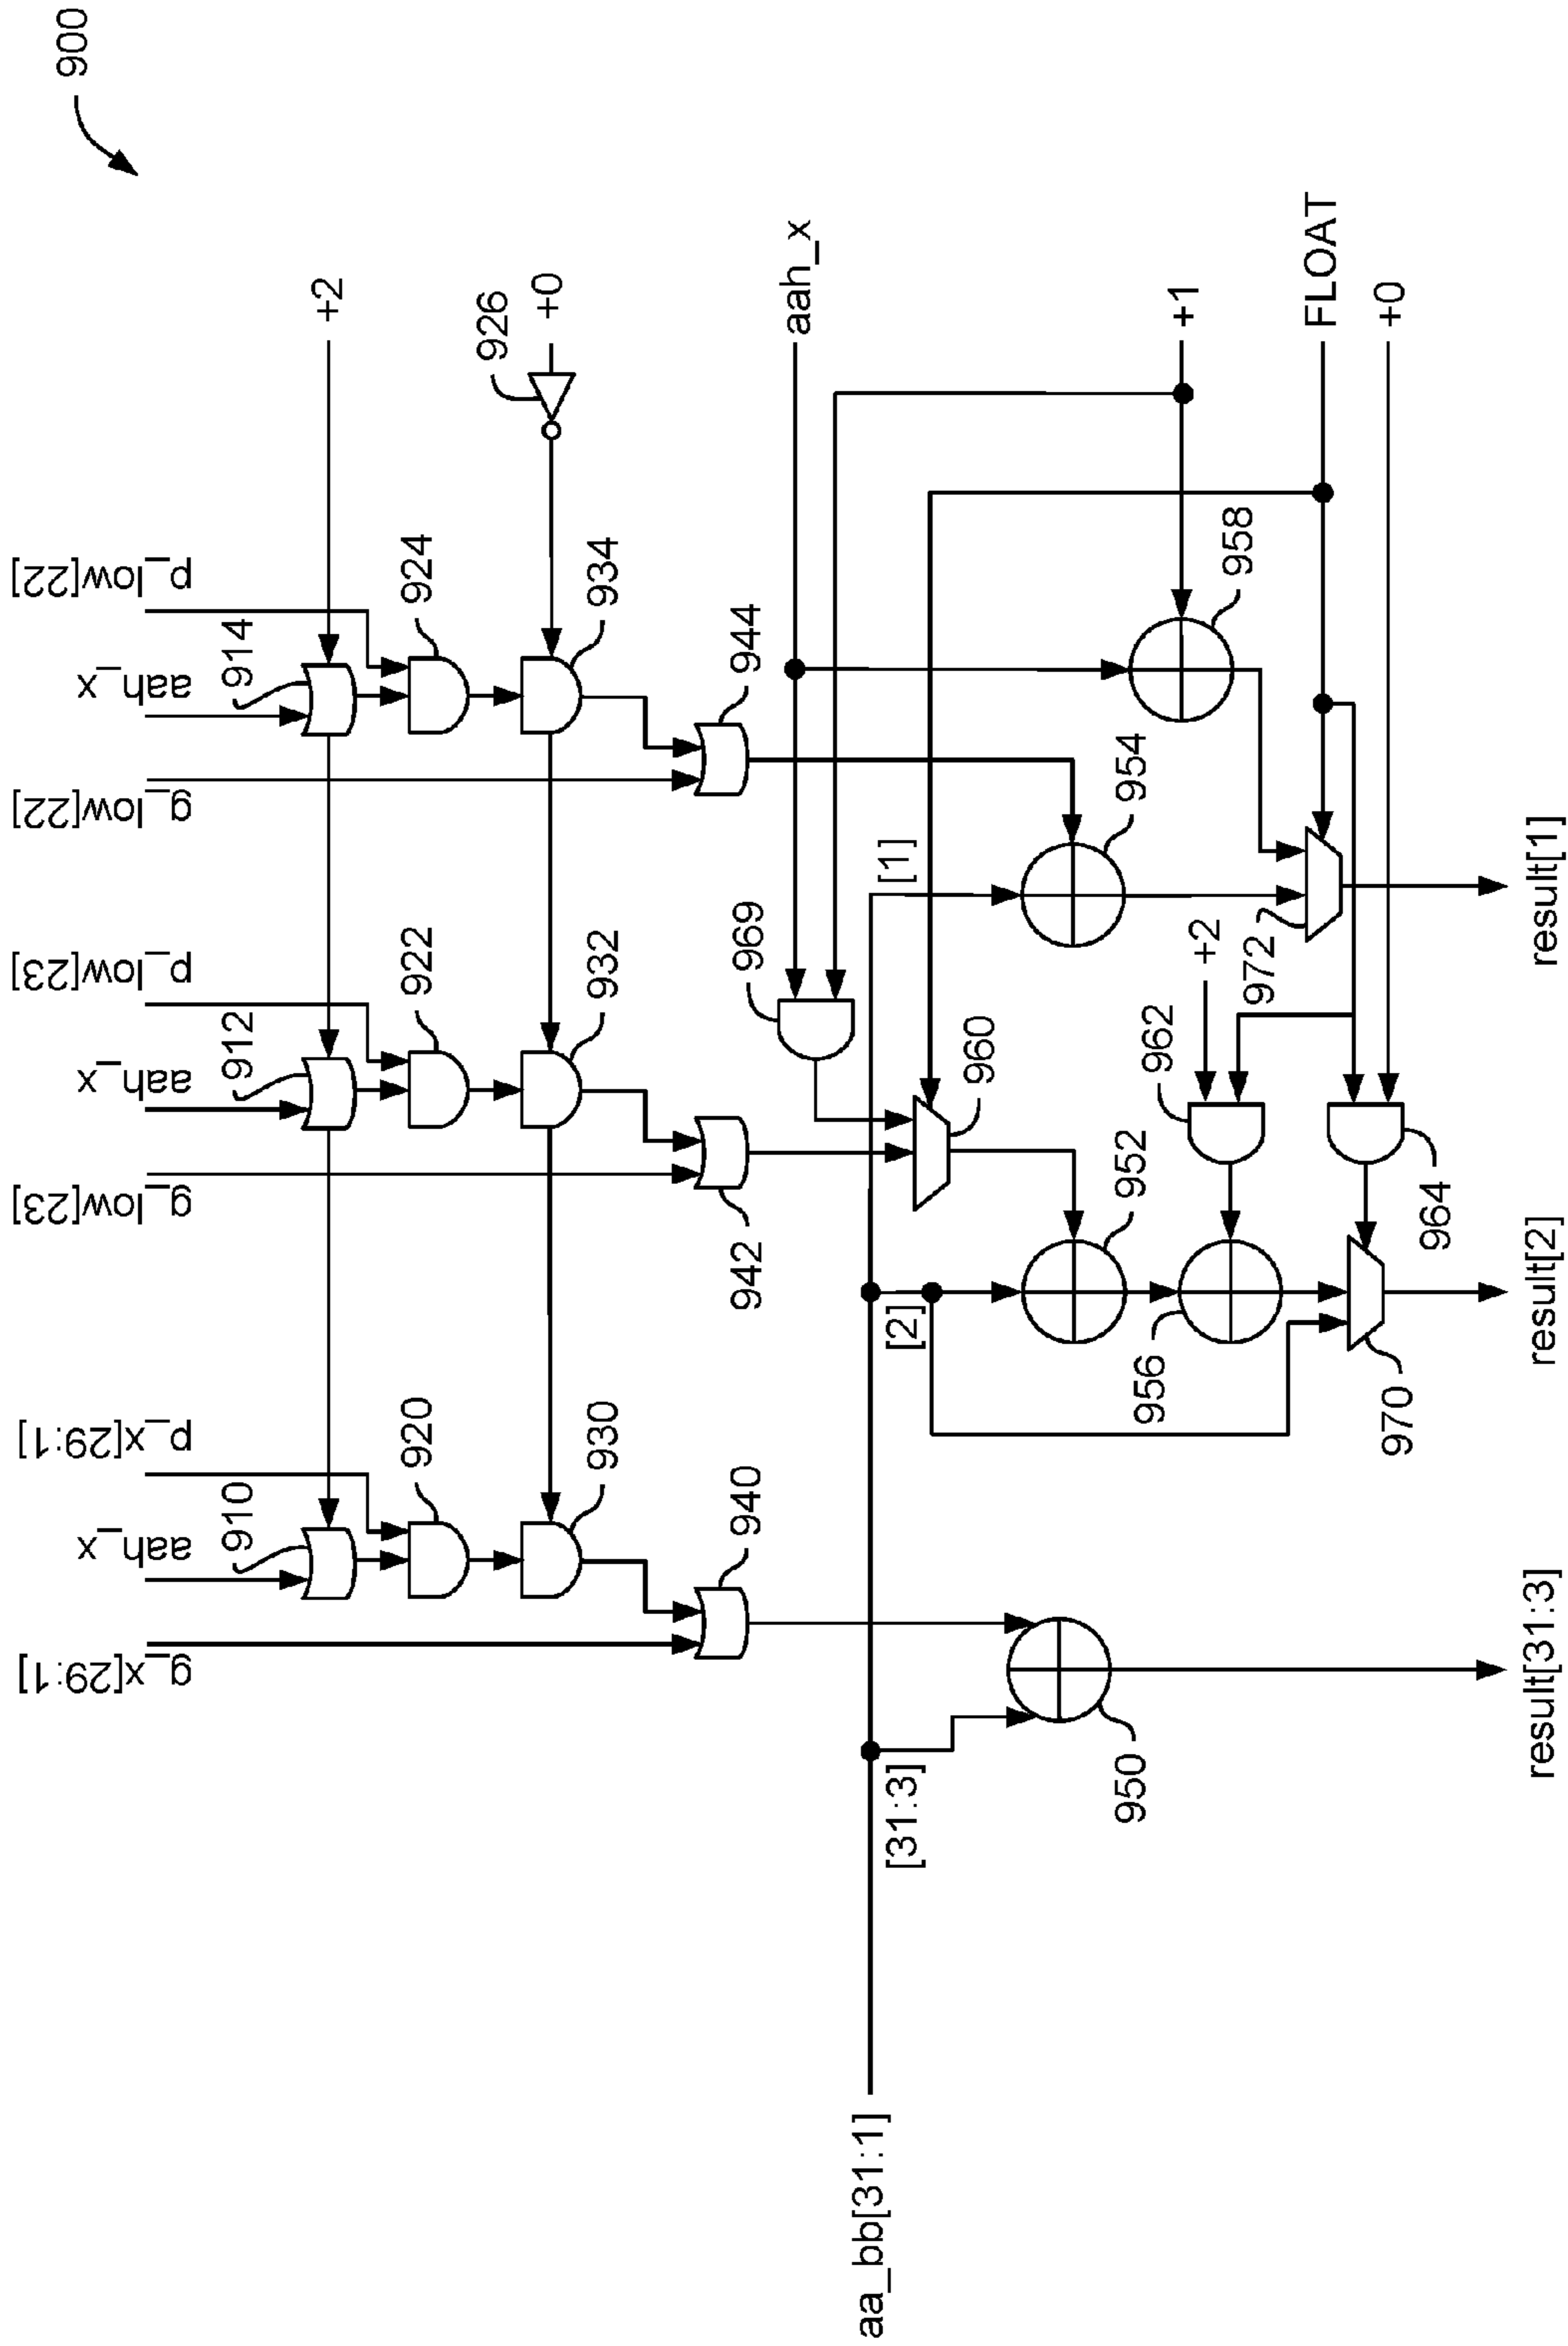 900
p_low[22]
aah_x
g_low[22]
p_low[23]
aah_x
g_low[23]
p_x[29:1]
aah_x
g_x[29:1]
+2
914
912
910
924
922
920
926
+0
934
932
930
944
942
940
aah_x
969
[1]
[2]
[31:3]
aa_bb[31:1]
960
954
952
950
958
+1
956
962
+2
972
FLOAT
+0
964
970
result[1]
result[2]
result[31:3]